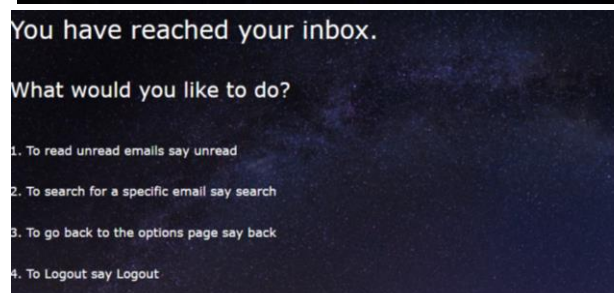 You have reached your inbox.
What would you like to do?
1. To read unread emails say unread
2. To search for a specific email say search
3. To go back to the options page say back
4. To Logout say Logout